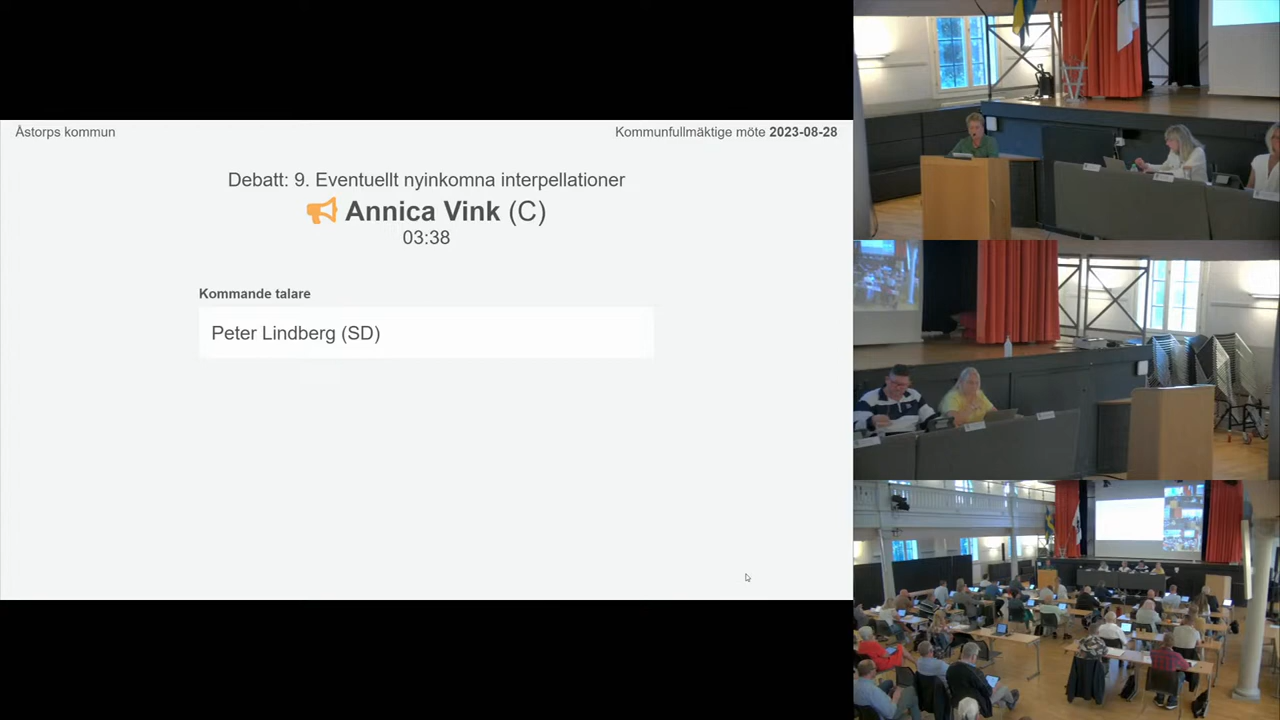 Åstorps kommun
Kommunfullmäktige möte 2023-08-28
Debatt: 9. Eventuellt nyinkomna interpellationer
Annica Vink (C)
03:38
Kommande talare
Peter Lindberg (SD)